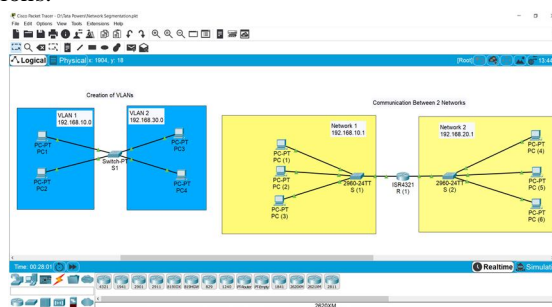 ions.
Cisco Packet Tracer - D:\Data Power\Network Segmentation.pkt
File Edit Options View Tools Extensions Help
Logical Physical x: 1904, y: 18 [Root] 13:44
Creation of VLANs
Communication Between 2 Networks
VLAN 1
192.168.10.0
VLAN 2
192.168.30.0
Network 1
192.168.10.1
Network 2
192.168.20.1
PC-PT
PC1
PC-PT
PC2
Switch-PT
S1
PC-PT
PC3
PC-PT
PC4
PC-PT
PC (1)
PC-PT
PC (2)
PC-PT
PC (3)
2960-24TT
S (1)
ISR4321
R (1)
2960-24TT
S (2)
PC-PT
PC (4)
PC-PT
PC (5)
PC-PT
PC (6)
Time: 00:28:01 Realtime Simulati
4321 1941 2901 2911 819IOX 819HGW 829 1240 1841 2620XM 2621XM 2811
2620XM